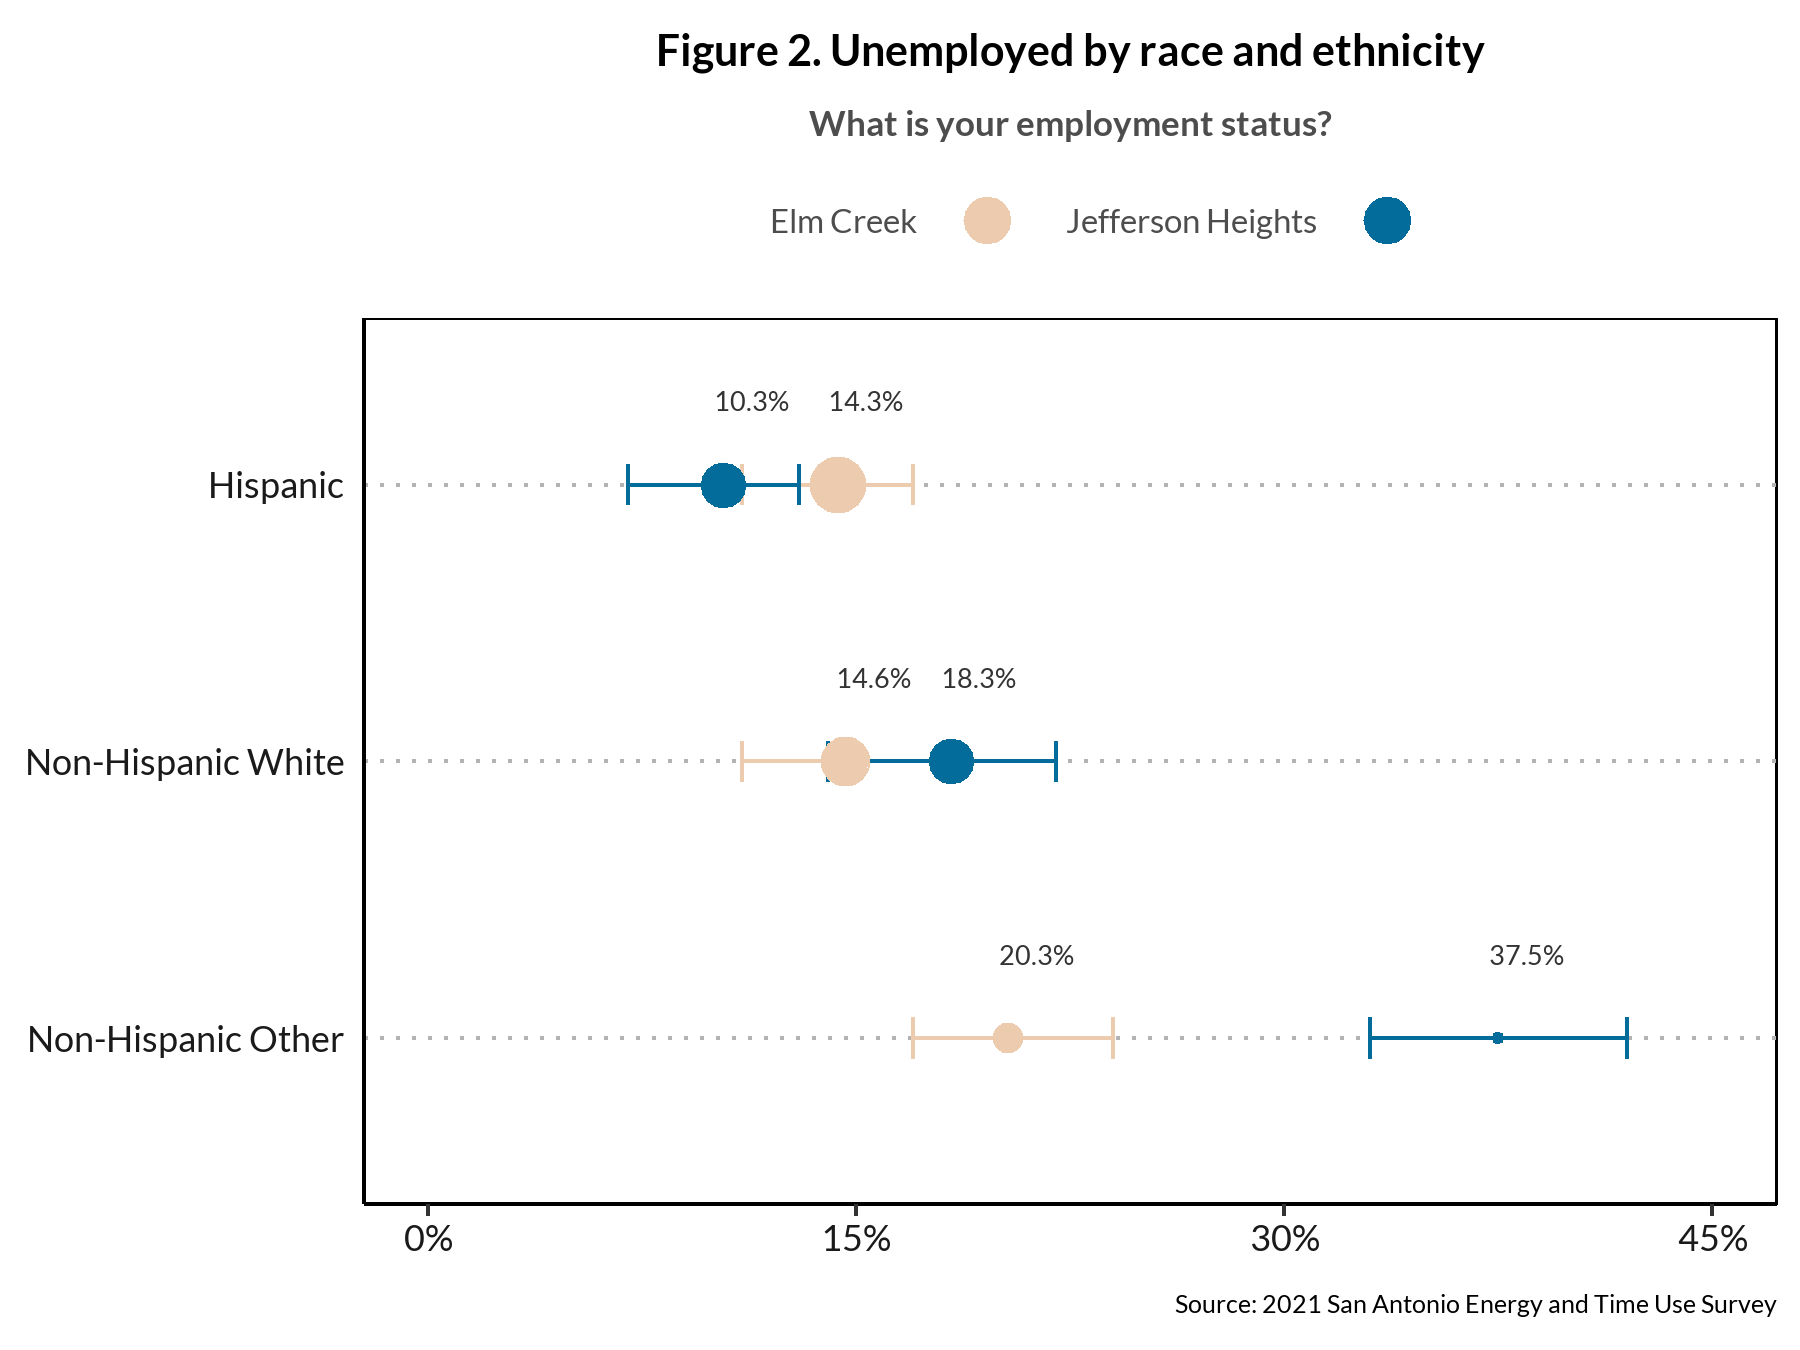 Figure 2. Unemployed by race and ethnicity
What is your employment status?
Elm Creek Jefferson Heights
10.3% 14.3%
Hispanic
14.6% 18.3%
Non-Hispanic White
20.3% 37.5%
Non-Hispanic Other
0% 15% 30% 45%
Source: 2021 San Antonio Energy and Time Use Survey